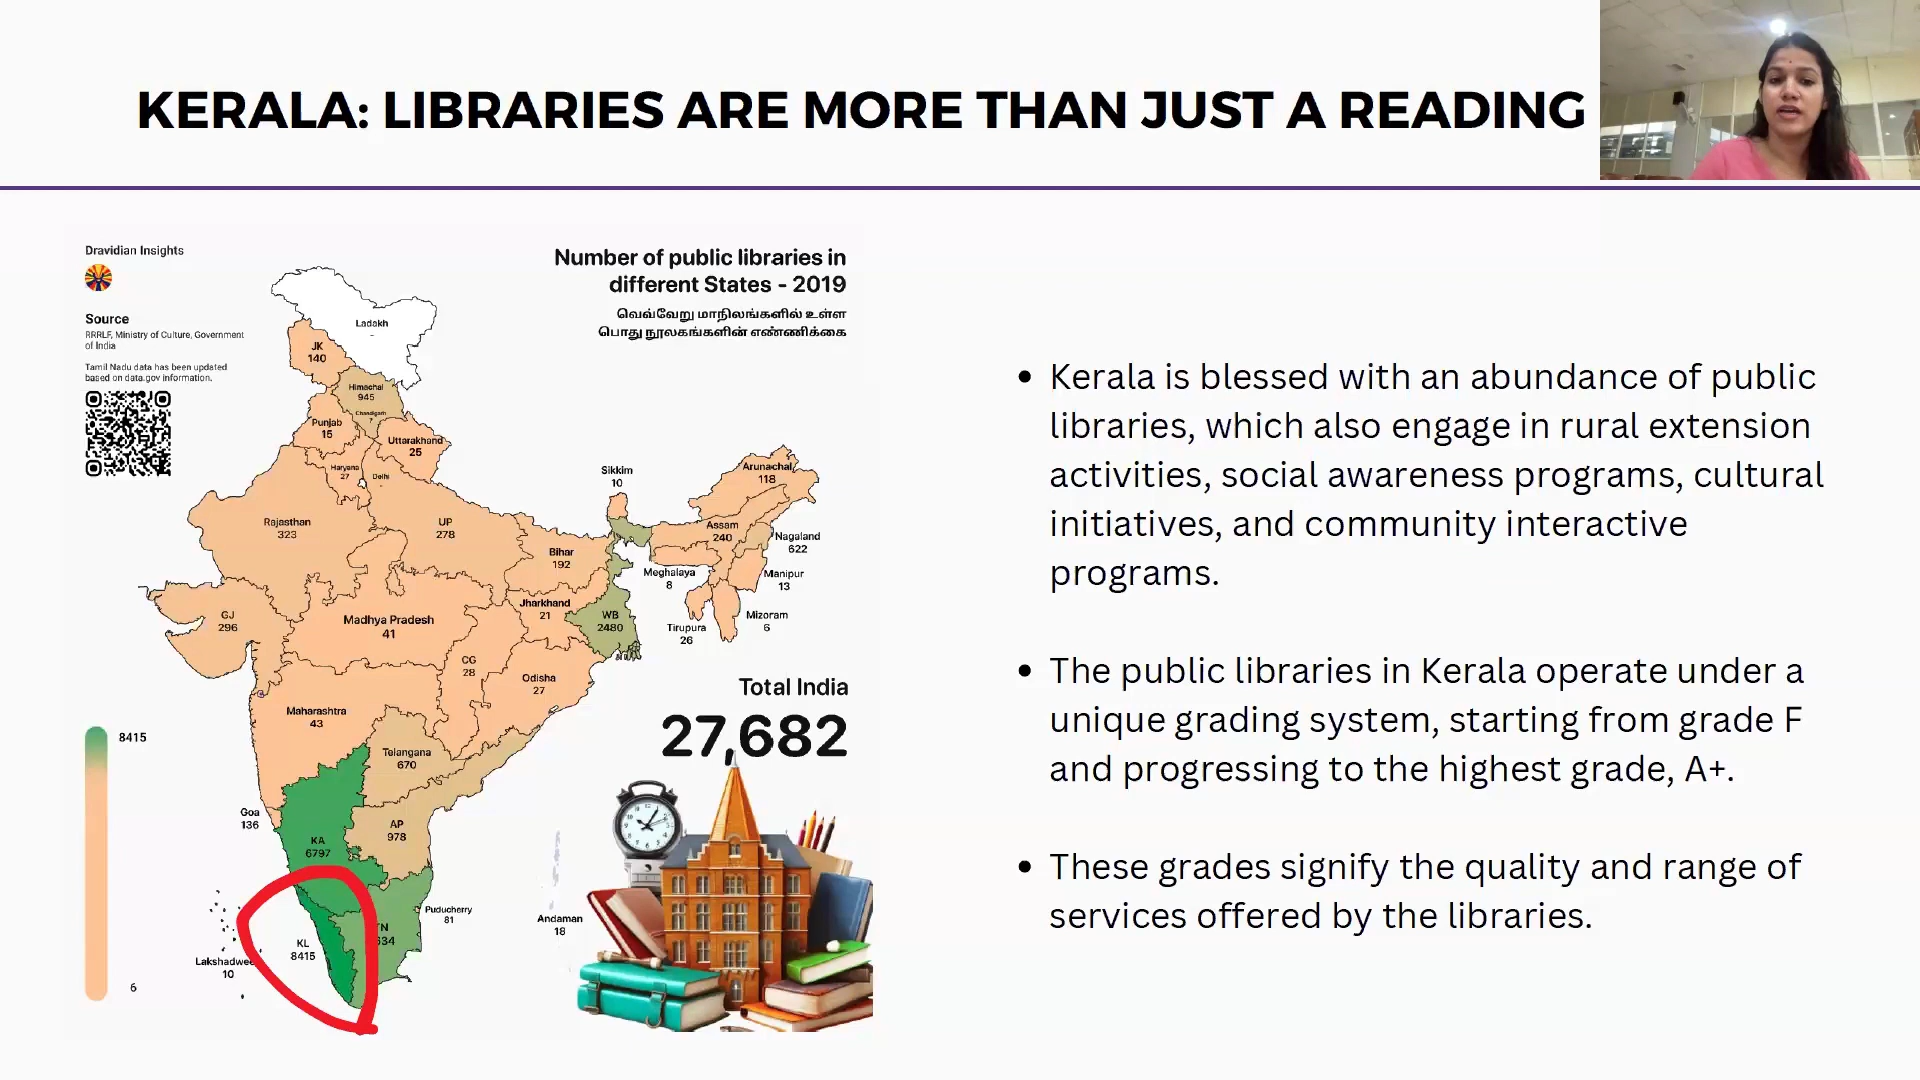 KERALA: LIBRARIES ARE MORE THAN JUST A READING
Dravidian Insights
Number of public libraries in
different States - 2019
வெவ்வேறு மாநிலங்களில் உள்ள
பொது நூலகங்களின் எண்ணிக்கை
Source
RRRLF, Ministry of Culture, Government
of India
Tamil Nadu data has been updated
based on data.gov information.
Ladakh
-
JK
140
Himachal
945
Chandigarh
Punjab
15
Uttarakhand
25
Haryana
27
Delhi
-
Sikkim
10
Arunachal
118
Rajasthan
323
UP
278
Bihar
192
Assam
240
Nagaland
622
Meghalaya
8
Manipur
13
GJ
296
Madhya Pradesh
41
Jharkhand
21
WB
2480
Tirupura
26
Mizoram
6
CG
28
Odisha
27
Maharashtra
43
Total India
27,682
Telangana
670
8415
6
Goa
136
KA
6797
AP
978
Puducherry
81
Andaman
18
KL
8415
TN
634
Lakshadwee
10
• Kerala is blessed with an abundance of public
libraries, which also engage in rural extension
activities, social awareness programs, cultural
initiatives, and community interactive
programs.
• The public libraries in Kerala operate under a
unique grading system, starting from grade F
and progressing to the highest grade, A+.
• These grades signify the quality and range of
services offered by the libraries.